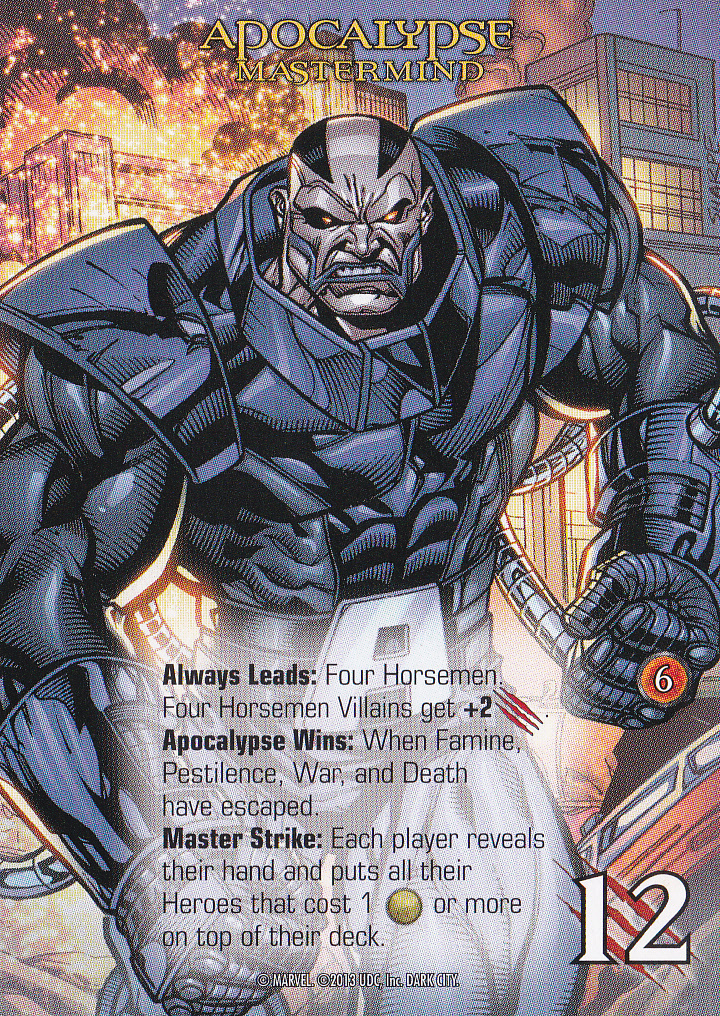 APOCALYPSE
MASTERMIND
Always Leads: Four Horsemen.
Four Horsemen Villains get +2 .
Apocalypse Wins: When Famine,
Pestilence, War, and Death
have escaped.
Master Strike: Each player reveals
their hand and puts all their
Heroes that cost 1 or more
on top of their deck.
6
12
© MARVEL. ©2013 UDC, Inc. DARK CITY.
A